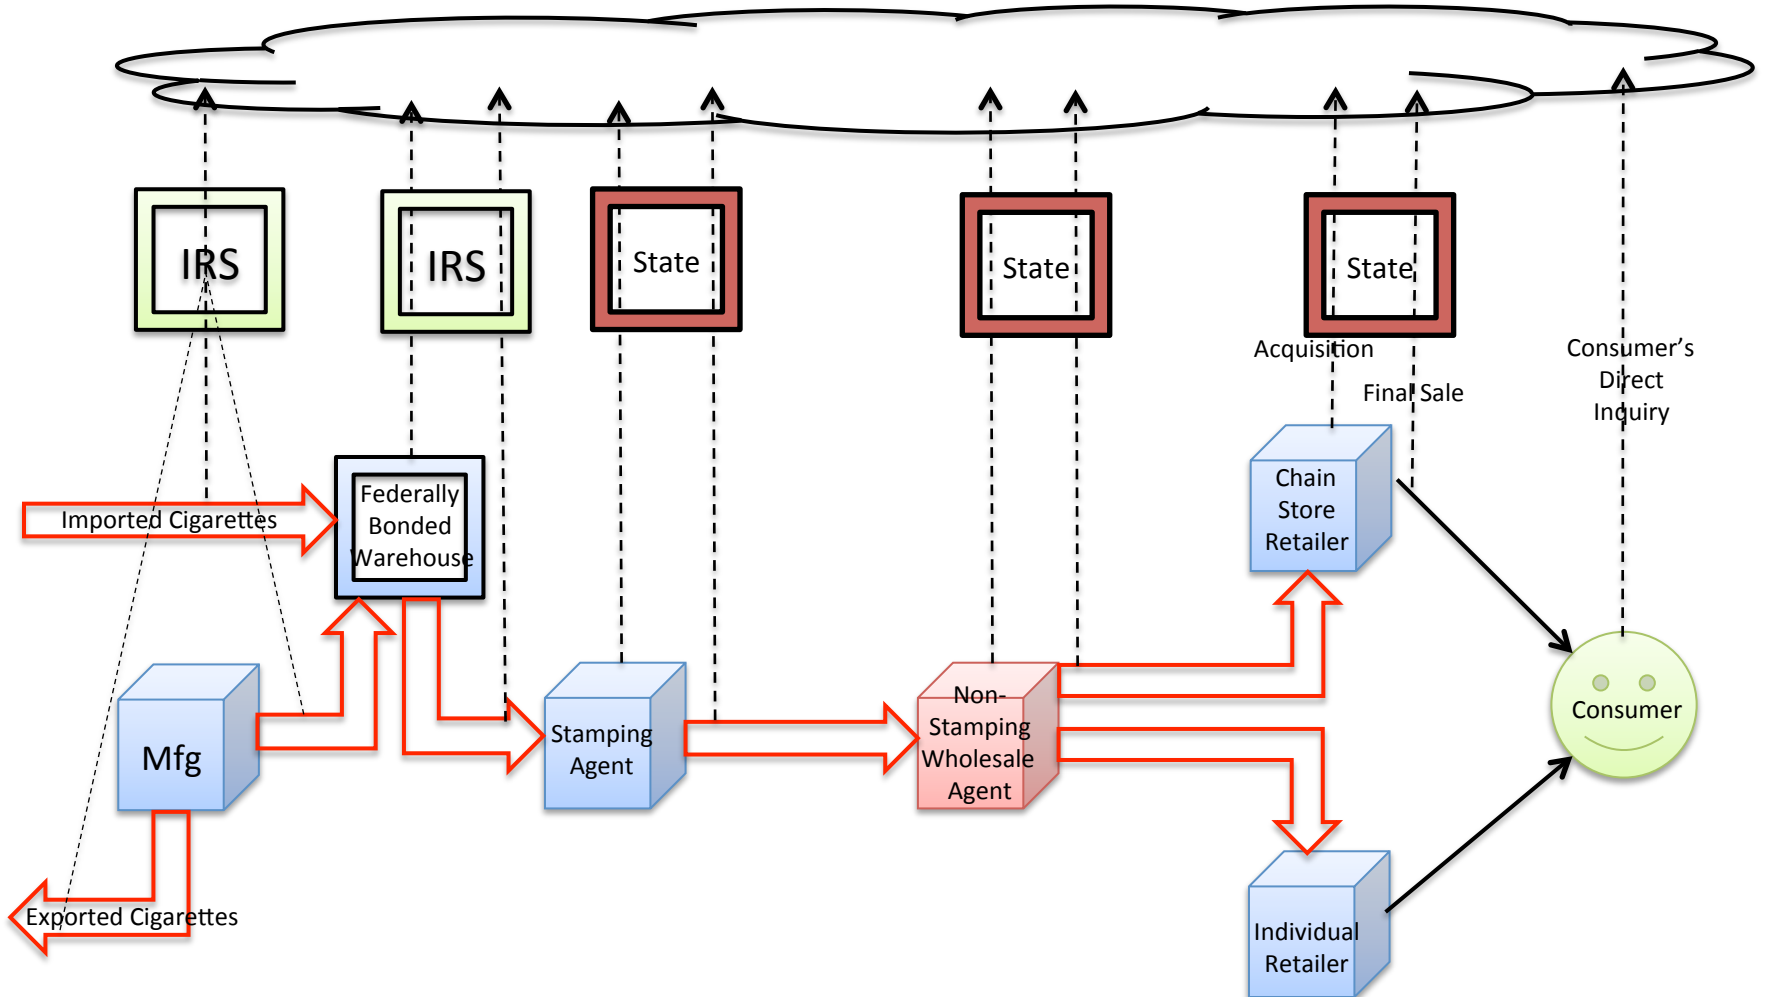 IRS
IRS
State
State
State
Acquisition
Final Sale
Consumer’s
Direct
Inquiry
Imported Cigarettes
Federally
Bonded
Warehouse
Chain
Store
Retailer
Mfg
Stamping
Agent
Non-
Stamping
Wholesale
Agent
Consumer
Exported Cigarettes
Individual
Retailer